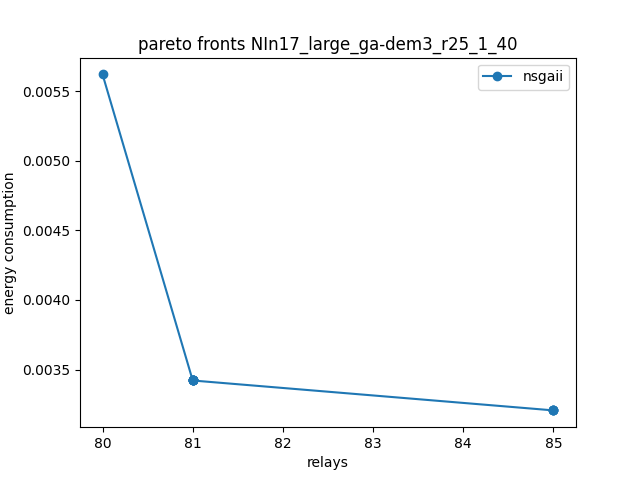 pareto fronts NIn17_large_ga-dem3_r25_1_40
nsgaii
energy consumption
0.0055
0.0050
0.0045
0.0040
0.0035
80 81 82 83 84 85
relays